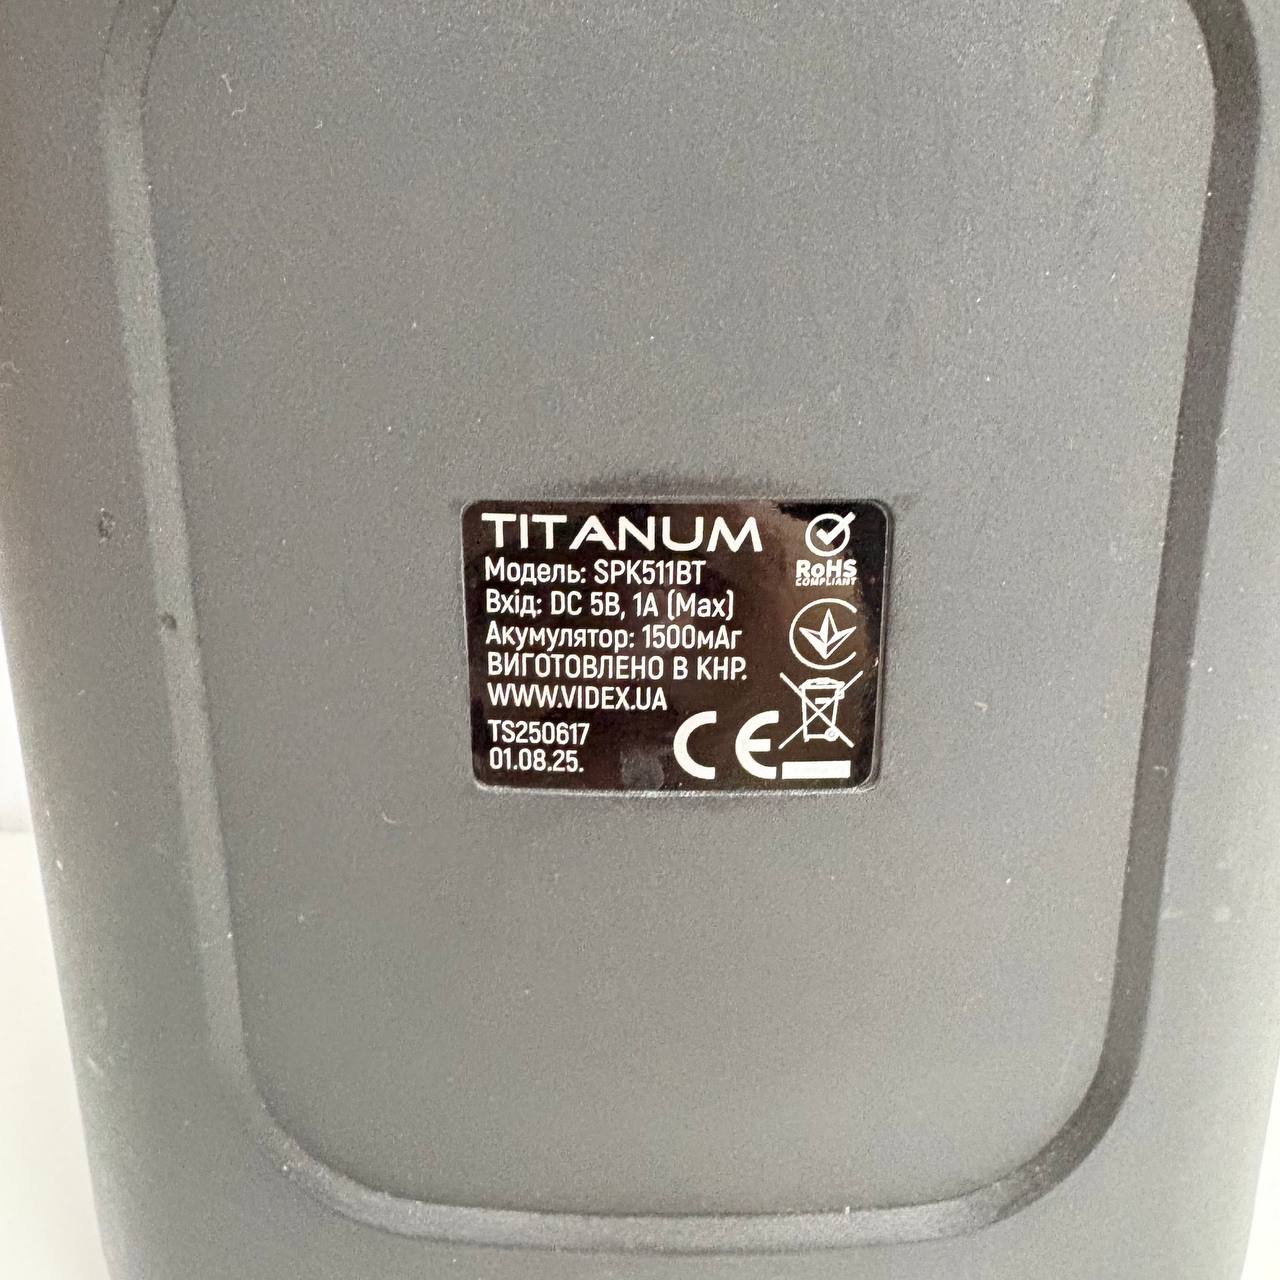 TITANUM
Модель: SPK511BT
Вхід: DC 5В, 1А (Max)
Акумулятор: 1500мАг
ВИГОТОВЛЕНО В КНР.
WWW.VIDEX.UA
TS250617
01.08.25.
RoHS
COMPLIANT
CE